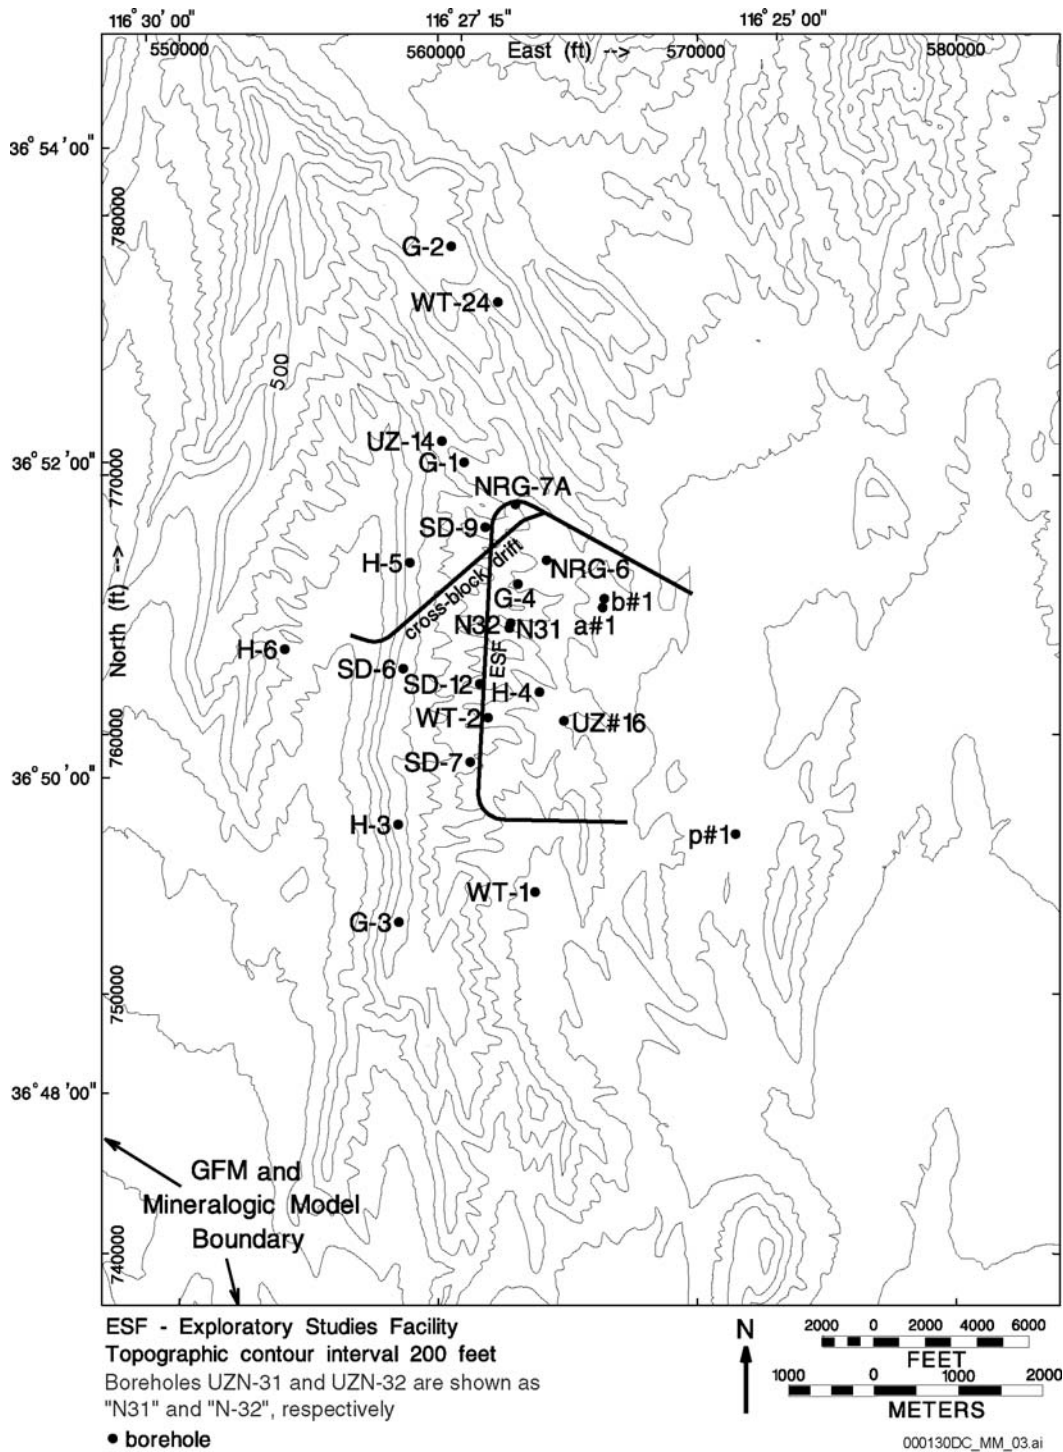 116° 30 ' 00"
116° 27 ' 15"
116° 25 ' 00"
550000
560000
570000
580000
East (ft) -->
36° 54 ' 00"
780000
G-2
WT-24
500
UZ-14
36° 52 ' 00"
G-1
770000
NRG-7A
SD-9
H-5
cross-block drift
NRG-6
G-4
b#1
a#1
N32
N31
North (ft) -->
H-6
SD-6
ESF
SD-12
H-4
WT-2
UZ#16
760000
SD-7
36° 50 ' 00"
H-3
p#1
WT-1
G-3
750000
36° 48 ' 00"
GFM and
Mineralogic Model
Boundary
740000
ESF - Exploratory Studies Facility
Topographic contour interval 200 feet
Boreholes UZN-31 and UZN-32 are shown as
"N31" and "N-32", respectively
• borehole
N
2000 0 2000 4000 6000
FEET
1000 0 1000 2000
METERS
000130DC_MM_03.ai